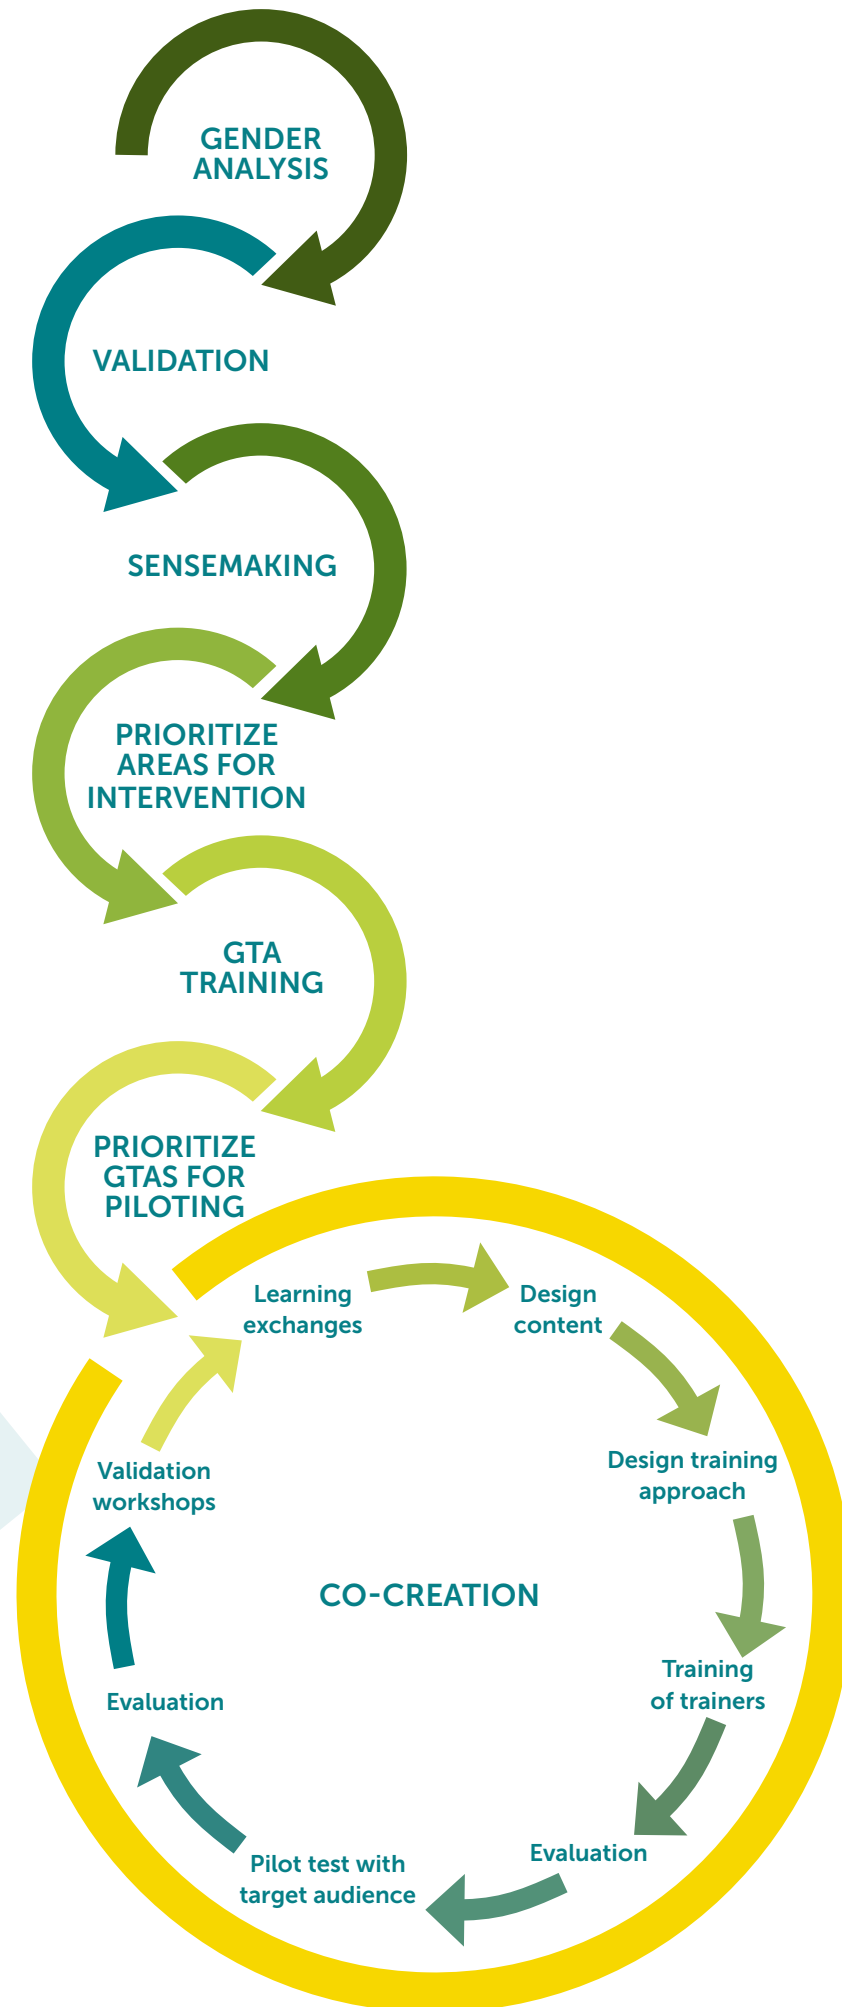 GENDER
ANALYSIS
VALIDATION
SENSEMAKING
PRIORITIZE
AREAS FOR
INTERVENTION
GTA
TRAINING
PRIORITIZE
GTAS FOR
PILOTING
Learning
exchanges
Design
content
Design training
approach
Training
of trainers
Evaluation
Pilot test with
target audience
Evaluation
Validation
workshops
CO-CREATION